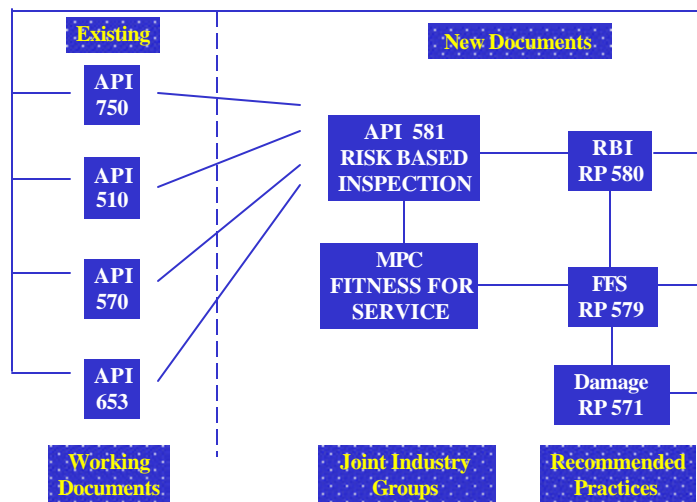 Existing
New Documents
API
750
API
510
API
570
API
653
API 581
RISK BASED
INSPECTION
MPC
FITNESS FOR
SERVICE
RBI
RP 580
FFS
RP 579
Damage
RP 571
Working
Documents
Joint Industry
Groups
Recommended
Practices